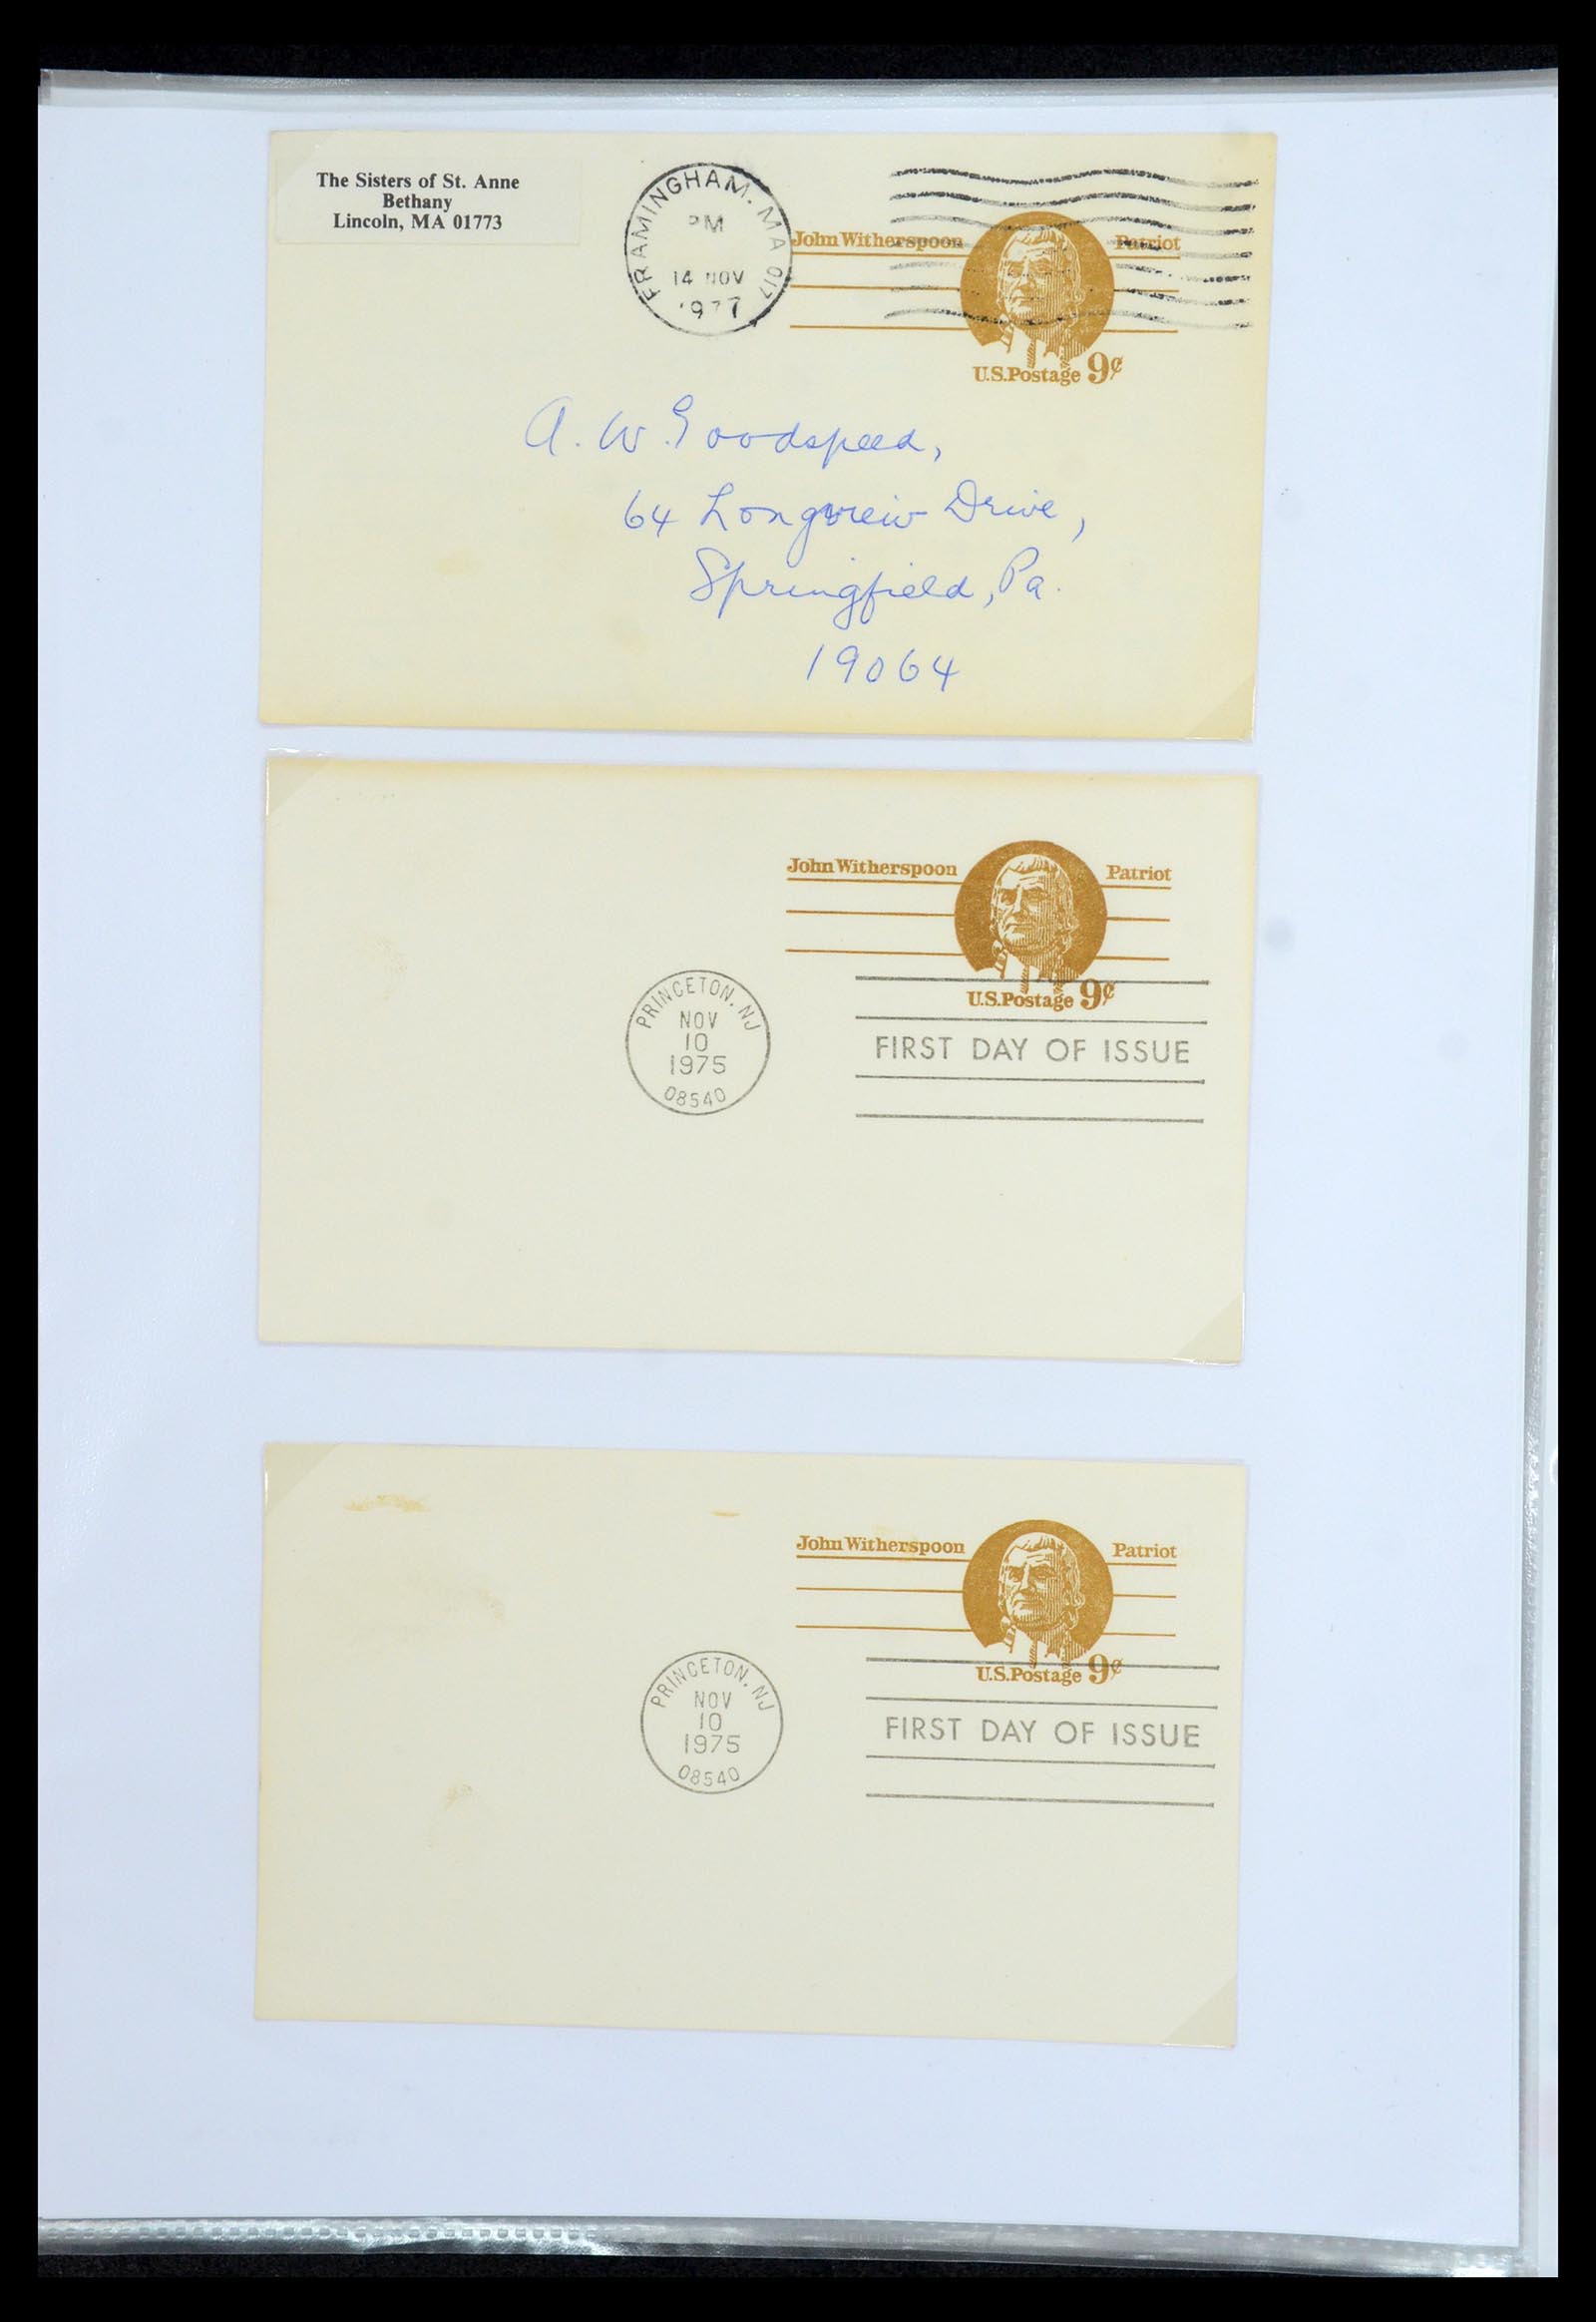 The Sisters of St. Anne
Bethany
Lincoln, MA 01773
FRAMINGHAM. MA 017
PM
14 NOV
1977
John Witherspoon Patriot
U.S.Postage 9¢
A. W. Goodspeed,
64 Longview Drive,
Springfield, Pa.
19064
John Witherspoon Patriot
U.S.Postage 9¢
PRINCETON, NJ
NOV
10
1975
08540
FIRST DAY OF ISSUE
John Witherspoon Patriot
U.S.Postage 9¢
PRINCETON, NJ
NOV
10
1975
08540
FIRST DAY OF ISSUE